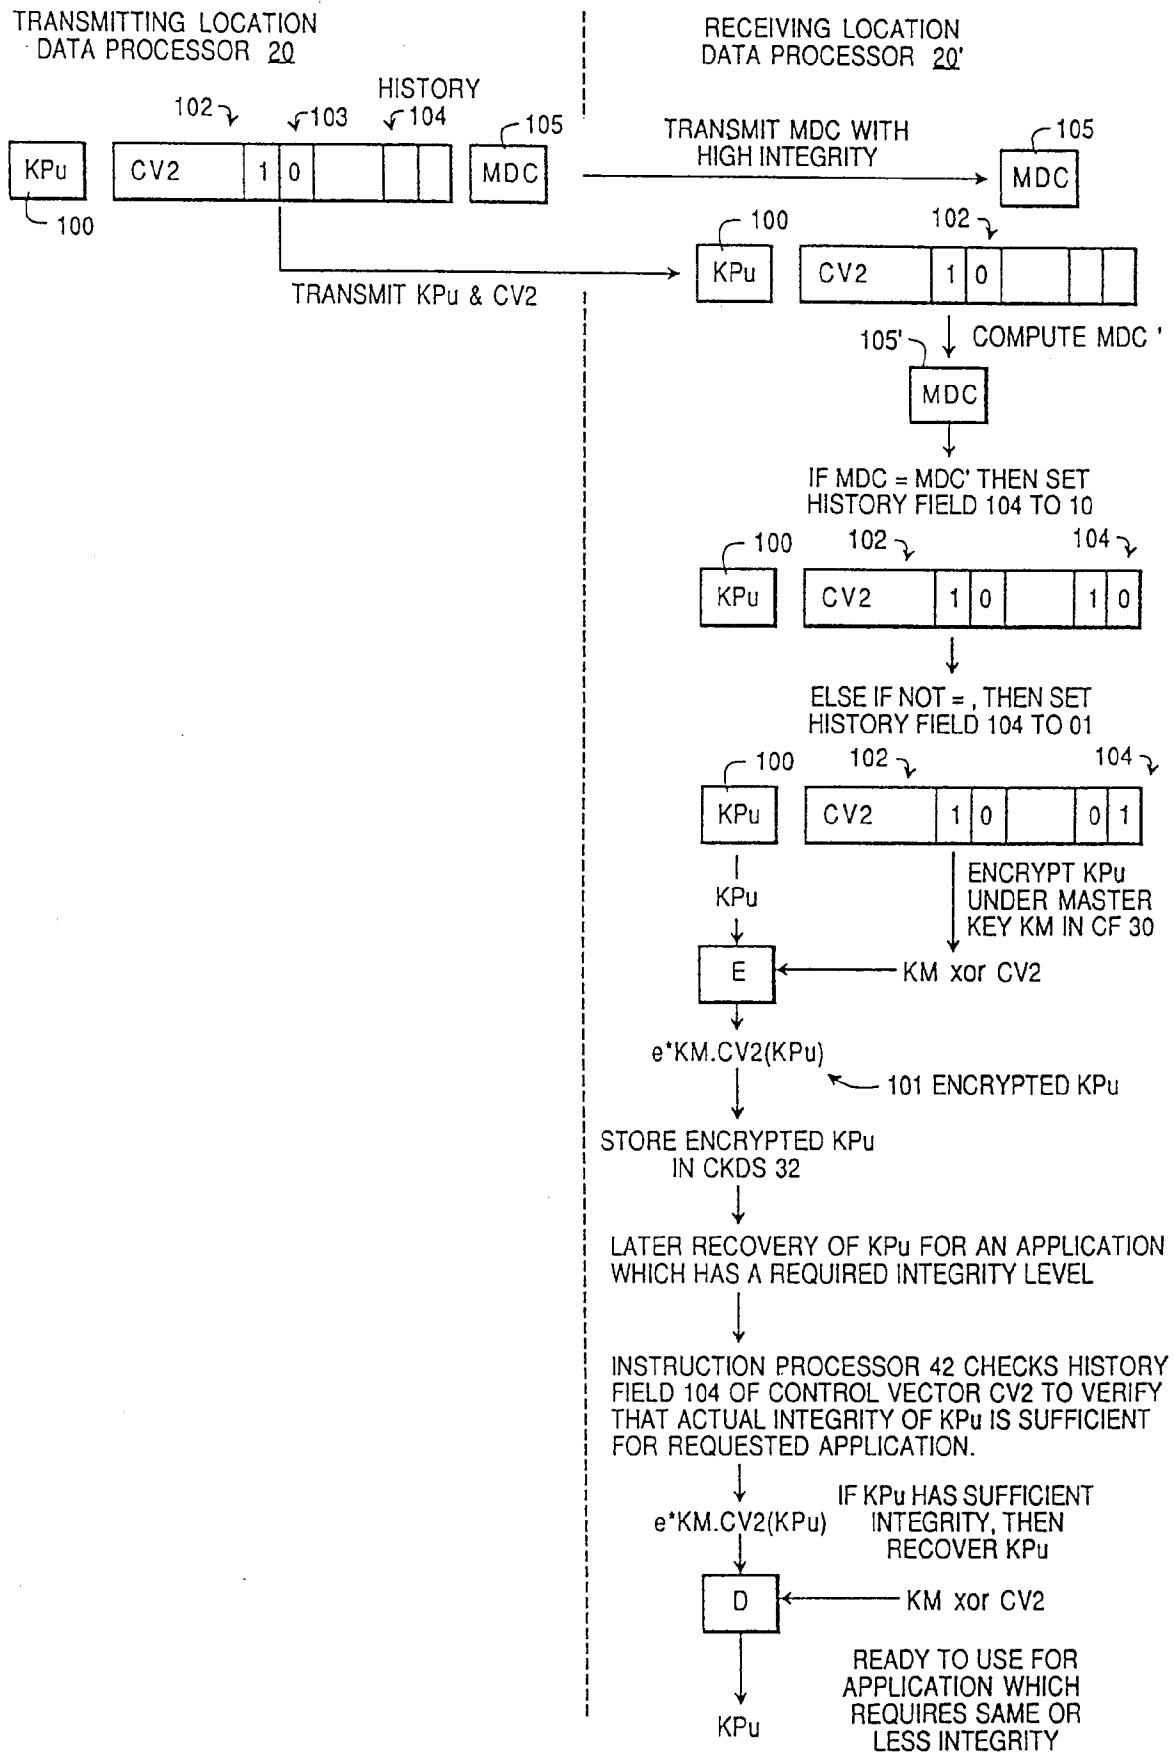 TRANSMITTING LOCATION
DATA PROCESSOR 20
RECEIVING LOCATION
DATA PROCESSOR 20'
HISTORY
102
103
104
105
KPu
CV2
1
0
MDC
100
TRANSMIT MDC WITH
HIGH INTEGRITY
105
MDC
100
102
KPu
CV2
1
0
TRANSMIT KPu & CV2
105'
COMPUTE MDC '
MDC
IF MDC = MDC' THEN SET
HISTORY FIELD 104 TO 10
100
102
104
KPu
CV2
1
0
1
0
ELSE IF NOT = , THEN SET
HISTORY FIELD 104 TO 01
100
102
104
KPu
CV2
1
0
0
1
ENCRYPT KPu
UNDER MASTER
KEY KM IN CF 30
KPu
E
KM xor CV2
e*KM.CV2(KPu)
101 ENCRYPTED KPu
STORE ENCRYPTED KPu
IN CKDS 32
LATER RECOVERY OF KPu FOR AN APPLICATION
WHICH HAS A REQUIRED INTEGRITY LEVEL
INSTRUCTION PROCESSOR 42 CHECKS HISTORY
FIELD 104 OF CONTROL VECTOR CV2 TO VERIFY
THAT ACTUAL INTEGRITY OF KPu IS SUFFICIENT
FOR REQUESTED APPLICATION.
e*KM.CV2(KPu)
IF KPu HAS SUFFICIENT
INTEGRITY, THEN
RECOVER KPu
D
KM xor CV2
KPu
READY TO USE FOR
APPLICATION WHICH
REQUIRES SAME OR
LESS INTEGRITY